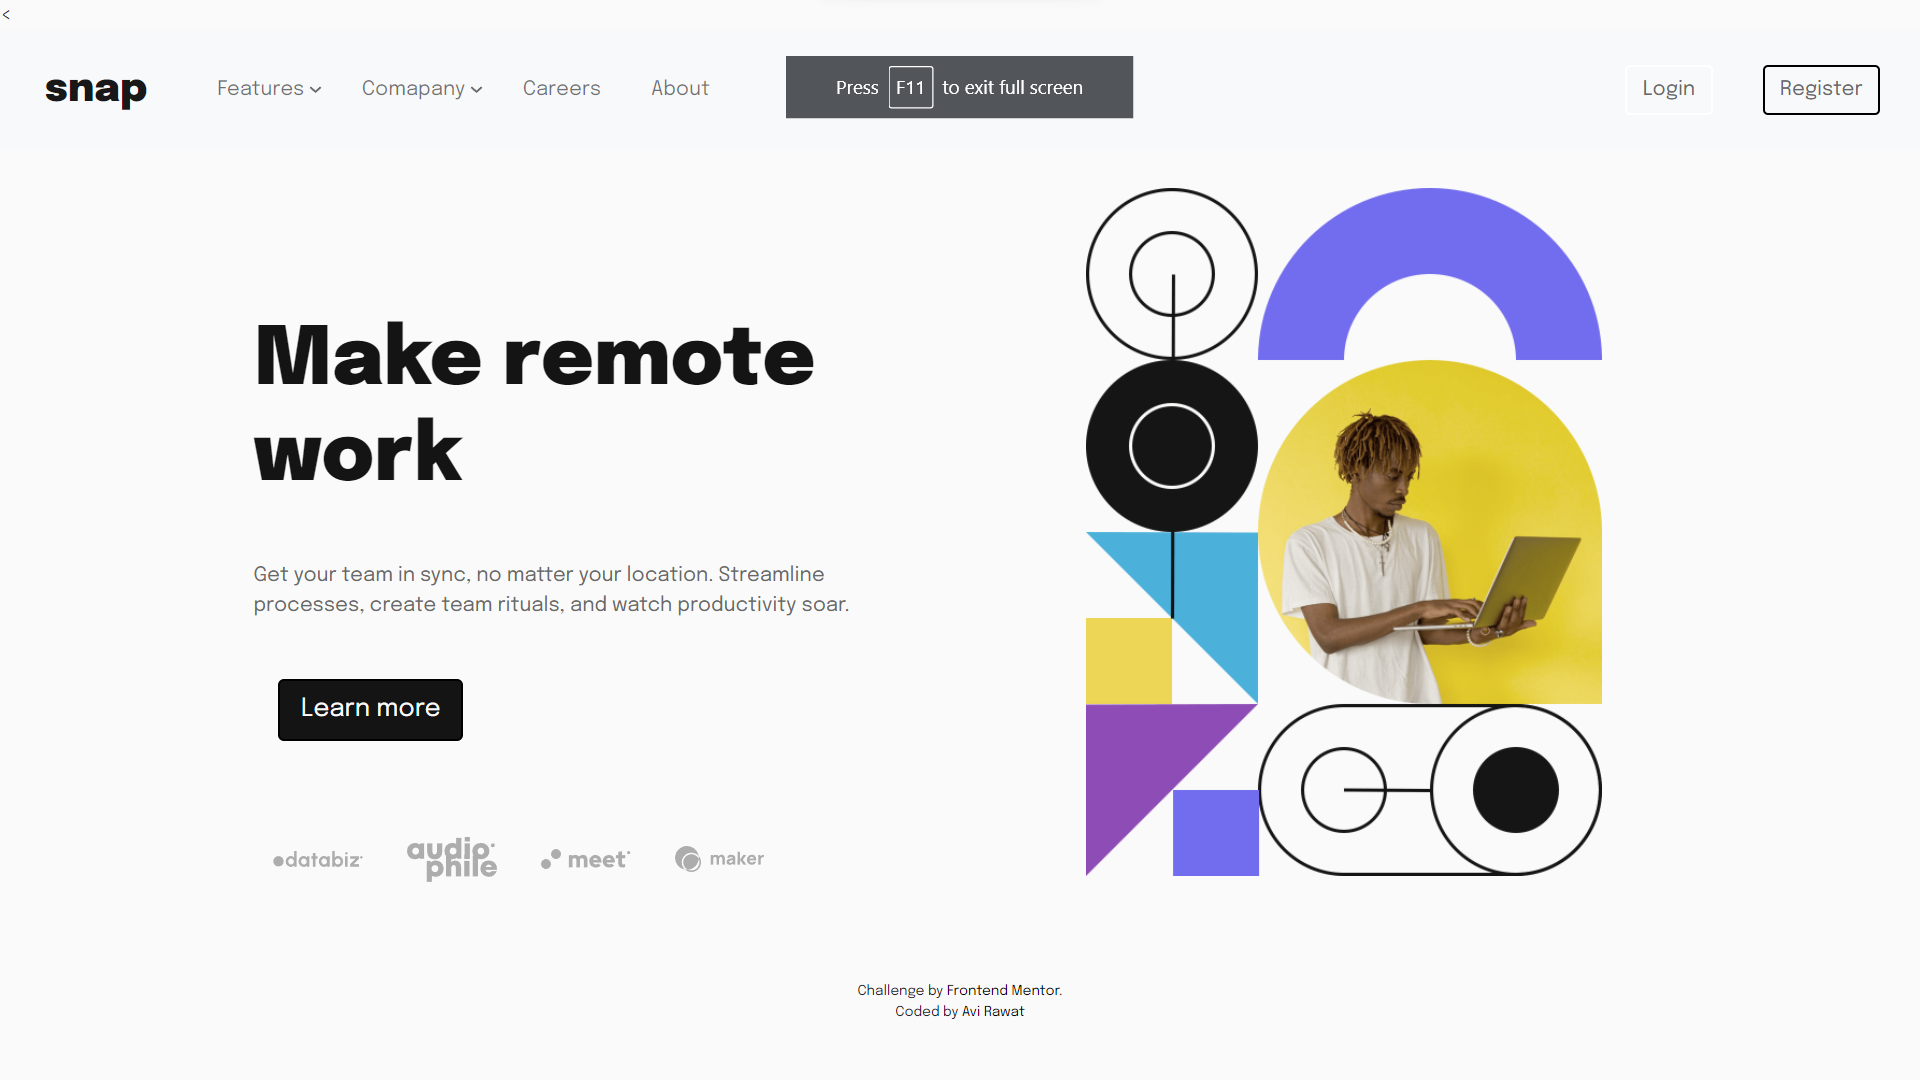 <
snap
Features
Comapany
Careers
About
Press F11 to exit full screen
Login
Register
Make remote
work
Get your team in sync, no matter your location. Streamline
processes, create team rituals, and watch productivity soar.
Learn more
databiz
audio
phile
meet
maker
Challenge by Frontend Mentor.
Coded by Avi Rawat